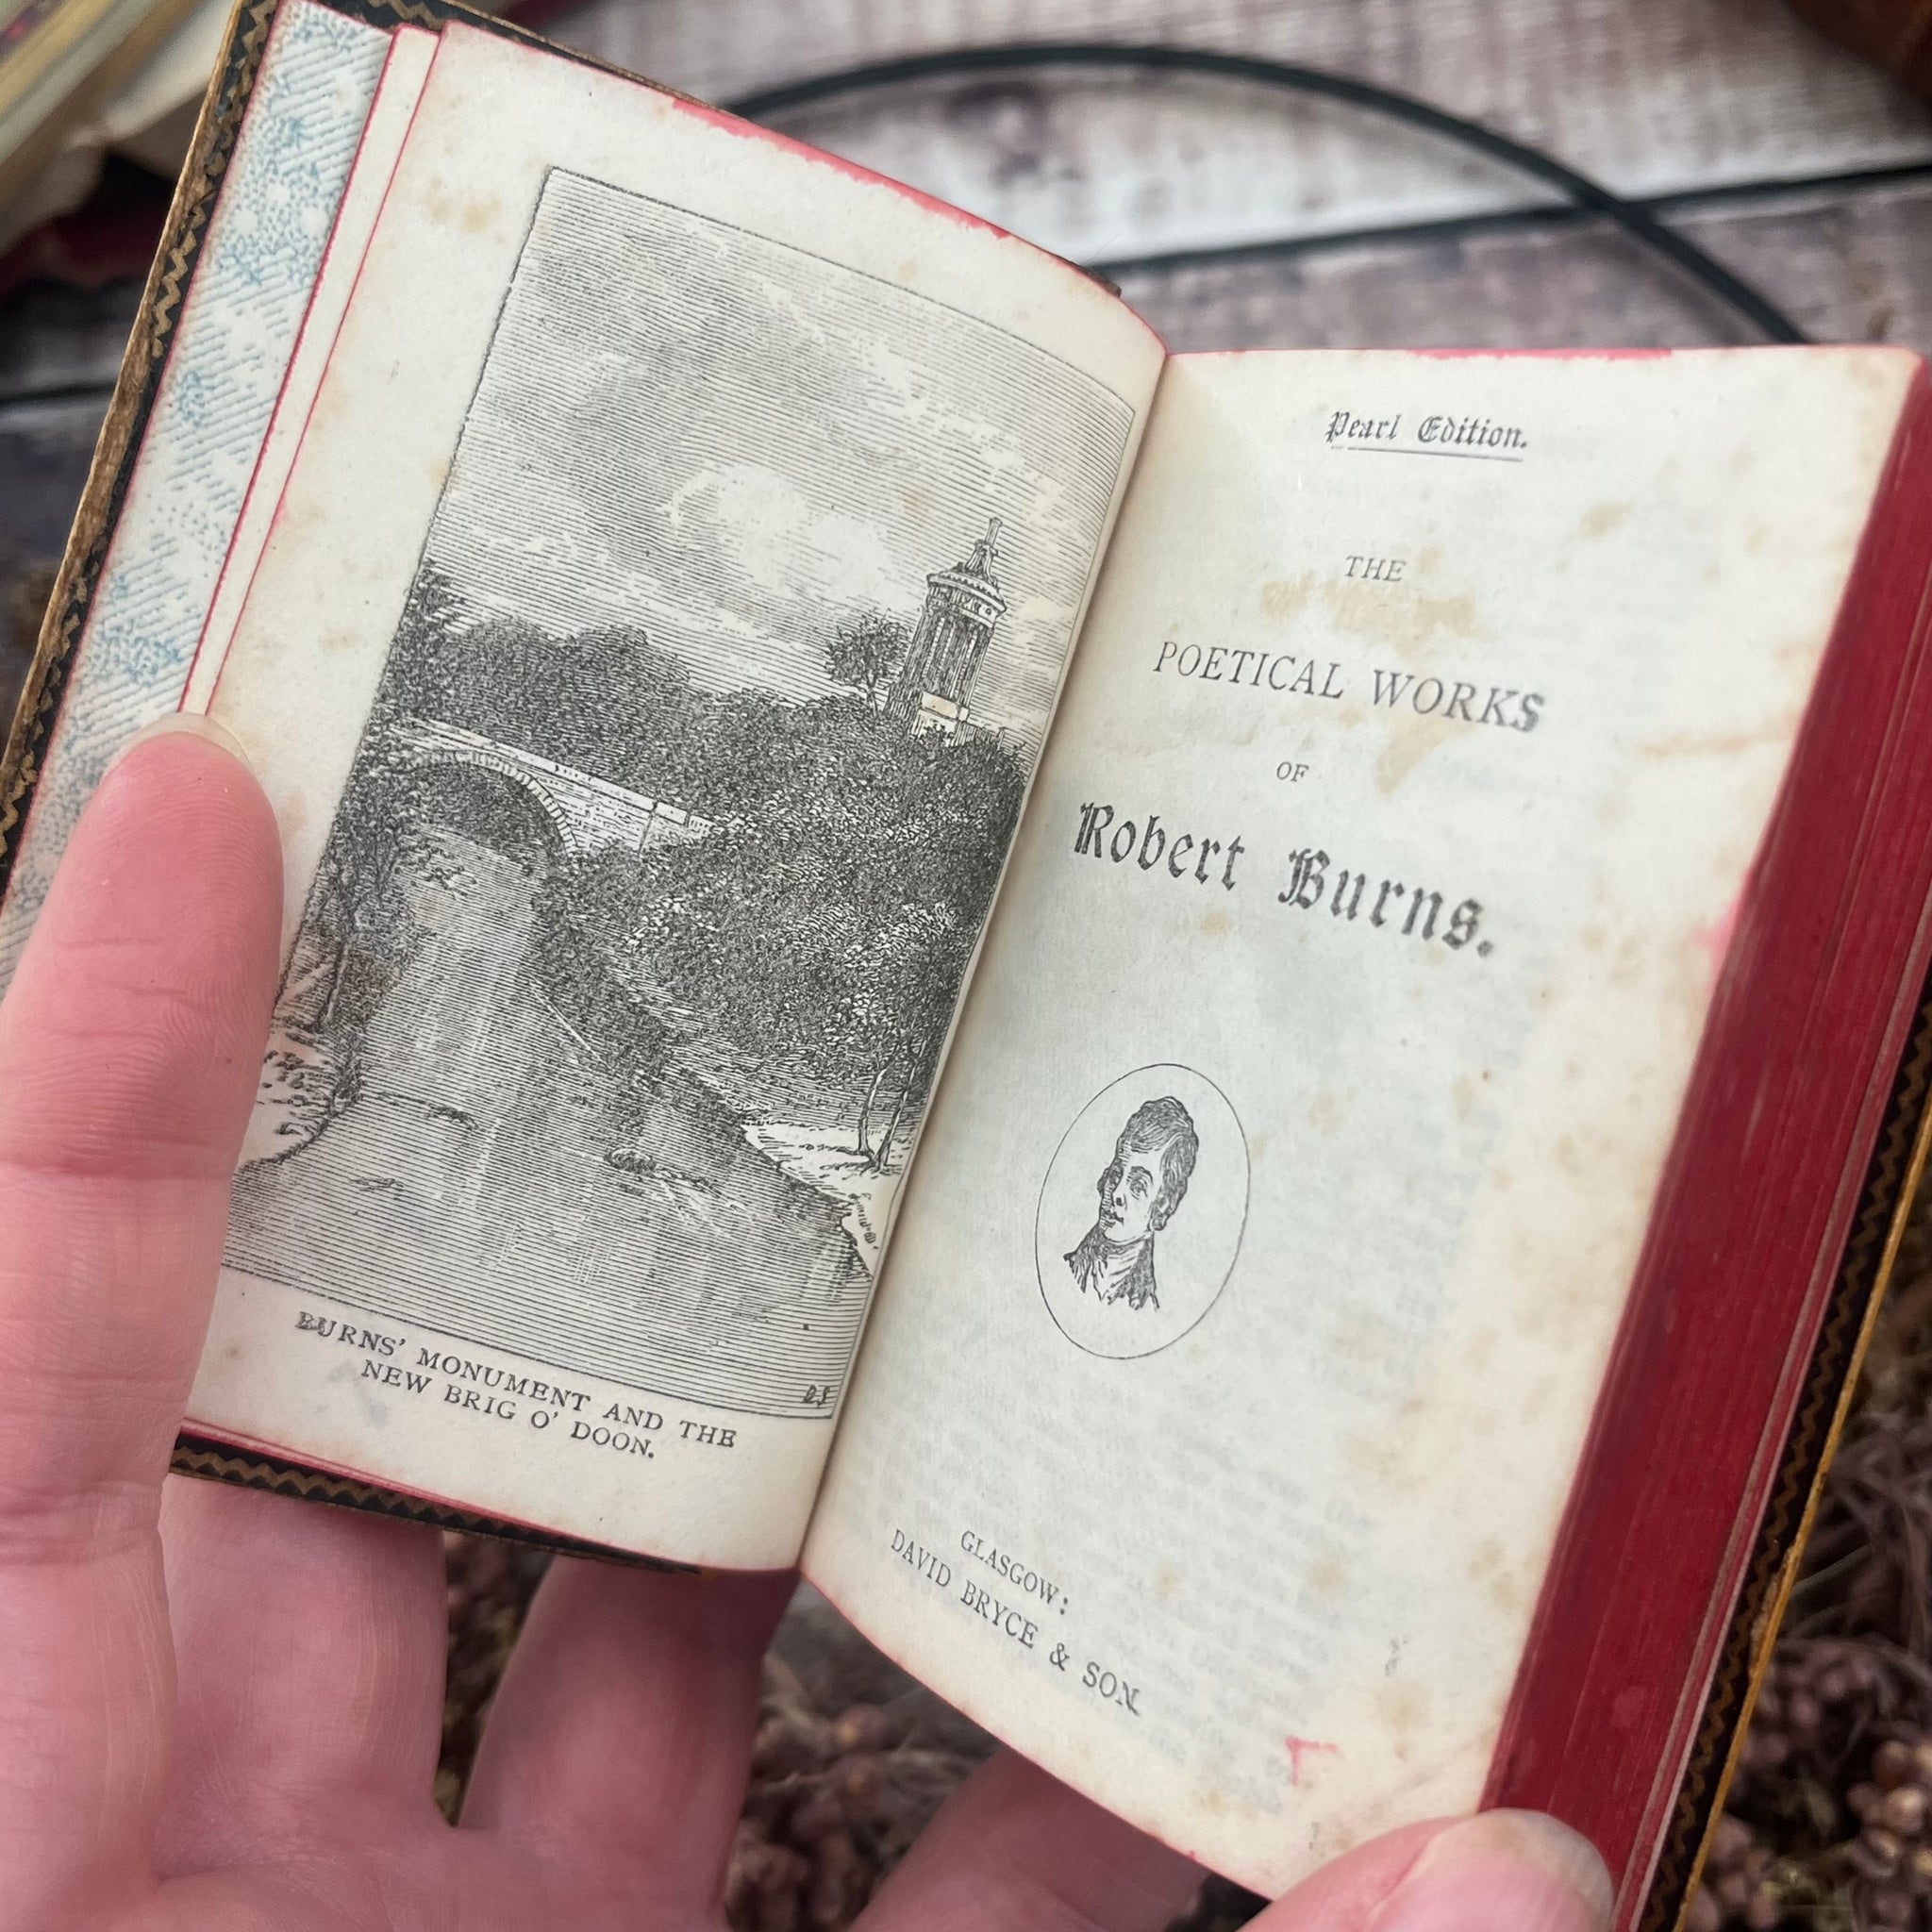 BURNS' MONUMENT AND THE
NEW BRIG O' DOON.
Pearl Edition.
THE
POETICAL WORKS
OF
Robert Burns.
GLASGOW:
DAVID BRYCE & SON